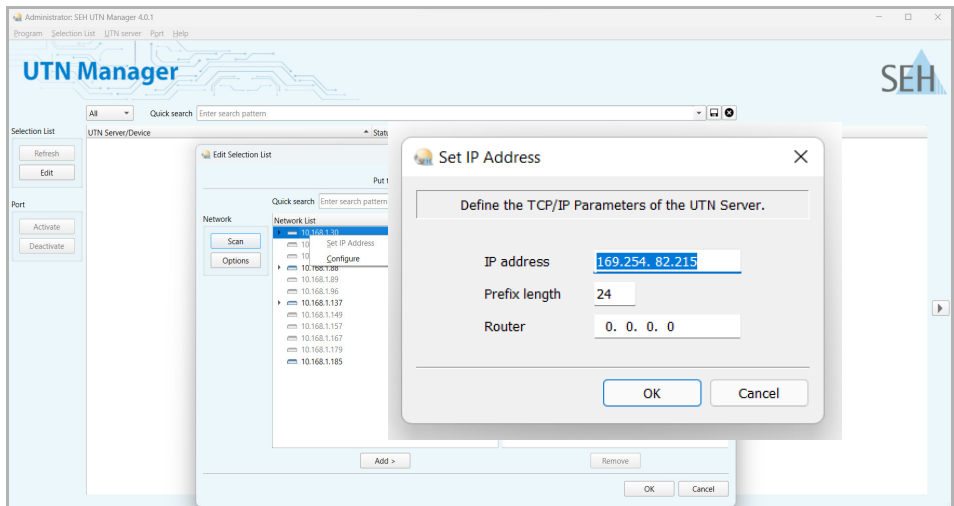 Administrator: SEH UTN Manager 4.0.1
Program Selection List UTN server Port Help
UTN Manager
SEH
All Quick search Enter search pattern
Selection List
UTN Server/Device Statu
Refresh
Edit
Port
Activate
Deactivate
Edit Selection List
Put t
Quick search Enter search pattern
Network
Network List
Scan
Options
10.168.1.30
10
Set IP Address
10
Configure
10.168.1.88
10.168.1.89
10.168.1.96
10.168.1.137
10.168.1.149
10.168.1.157
10.168.1.167
10.168.1.179
10.168.1.185
Add >
Remove
OK Cancel
Set IP Address
Define the TCP/IP Parameters of the UTN Server.
IP address 169.254. 82.215
Prefix length 24
Router 0. 0. 0. 0
OK Cancel